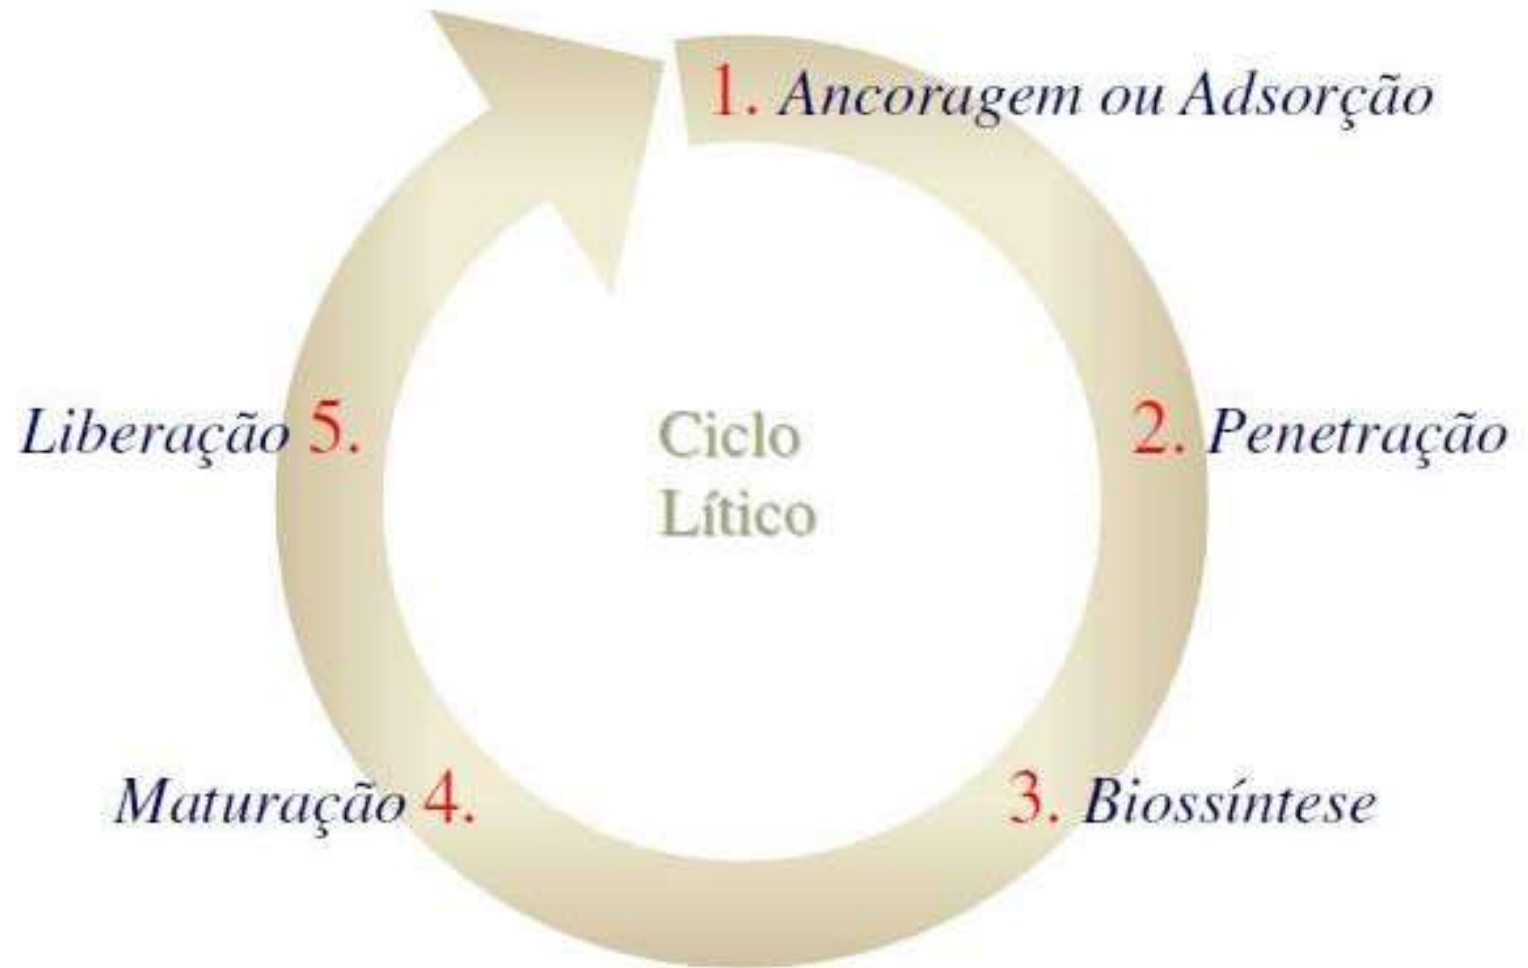 1. Ancoragem ou Adsorção
2. Penetração
3. Biossíntese
Maturação 4.
Liberação 5.
Ciclo
Lítico